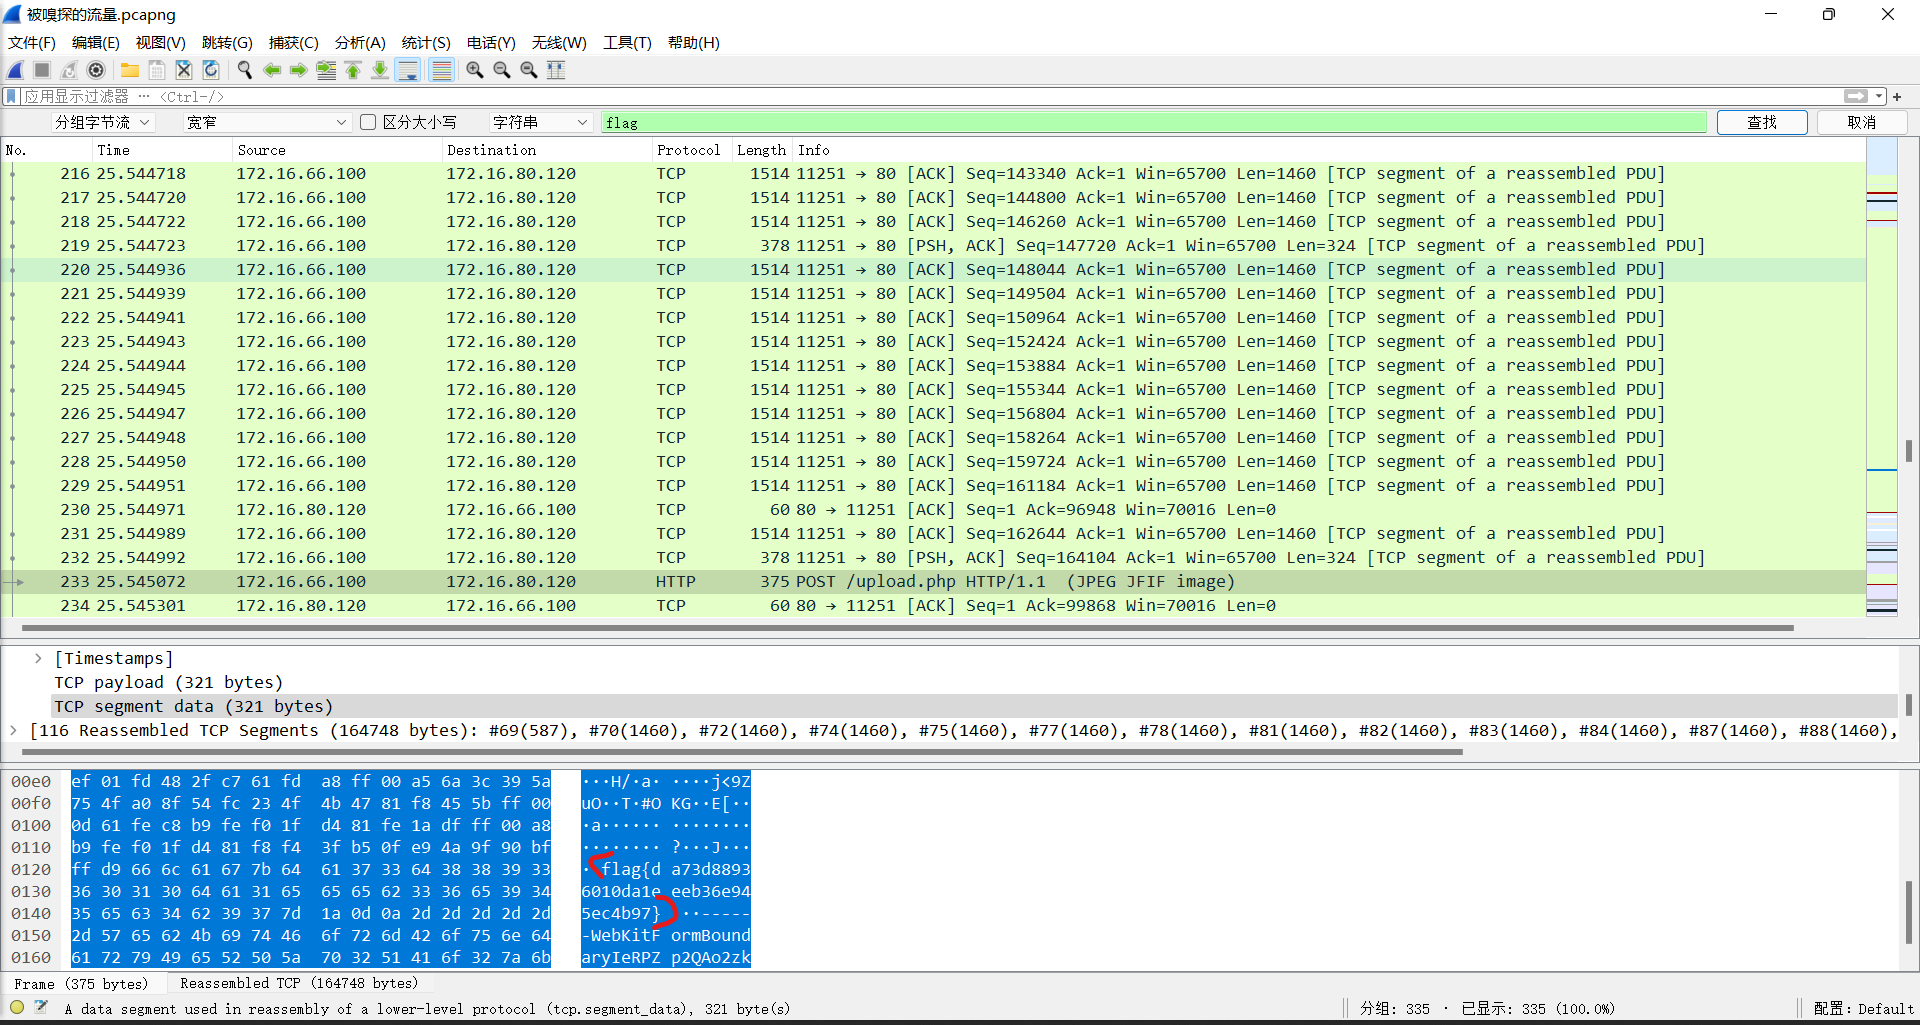 被嗅探的流量.pcapng
文件(F) 编辑(E) 视图(V) 跳转(G) 捕获(C) 分析(A) 统计(S) 电话(Y) 无线(W) 工具(T) 帮助(H)
应用显示过滤器 … <Ctrl-/>
分组字节流 宽窄 区分大小写 字符串 flag 查找 取消
No. Time Source Destination Protocol Length Info
216 25.544718 172.16.66.100 172.16.80.120 TCP 1514 11251 → 80 [ACK] Seq=143340 Ack=1 Win=65700 Len=1460 [TCP segment of a reassembled PDU]
217 25.544720 172.16.66.100 172.16.80.120 TCP 1514 11251 → 80 [ACK] Seq=144800 Ack=1 Win=65700 Len=1460 [TCP segment of a reassembled PDU]
218 25.544722 172.16.66.100 172.16.80.120 TCP 1514 11251 → 80 [ACK] Seq=146260 Ack=1 Win=65700 Len=1460 [TCP segment of a reassembled PDU]
219 25.544723 172.16.66.100 172.16.80.120 TCP 378 11251 → 80 [PSH, ACK] Seq=147720 Ack=1 Win=65700 Len=324 [TCP segment of a reassembled PDU]
220 25.544936 172.16.66.100 172.16.80.120 TCP 1514 11251 → 80 [ACK] Seq=148044 Ack=1 Win=65700 Len=1460 [TCP segment of a reassembled PDU]
221 25.544939 172.16.66.100 172.16.80.120 TCP 1514 11251 → 80 [ACK] Seq=149504 Ack=1 Win=65700 Len=1460 [TCP segment of a reassembled PDU]
222 25.544941 172.16.66.100 172.16.80.120 TCP 1514 11251 → 80 [ACK] Seq=150964 Ack=1 Win=65700 Len=1460 [TCP segment of a reassembled PDU]
223 25.544943 172.16.66.100 172.16.80.120 TCP 1514 11251 → 80 [ACK] Seq=152424 Ack=1 Win=65700 Len=1460 [TCP segment of a reassembled PDU]
224 25.544944 172.16.66.100 172.16.80.120 TCP 1514 11251 → 80 [ACK] Seq=153884 Ack=1 Win=65700 Len=1460 [TCP segment of a reassembled PDU]
225 25.544945 172.16.66.100 172.16.80.120 TCP 1514 11251 → 80 [ACK] Seq=155344 Ack=1 Win=65700 Len=1460 [TCP segment of a reassembled PDU]
226 25.544947 172.16.66.100 172.16.80.120 TCP 1514 11251 → 80 [ACK] Seq=156804 Ack=1 Win=65700 Len=1460 [TCP segment of a reassembled PDU]
227 25.544948 172.16.66.100 172.16.80.120 TCP 1514 11251 → 80 [ACK] Seq=158264 Ack=1 Win=65700 Len=1460 [TCP segment of a reassembled PDU]
228 25.544950 172.16.66.100 172.16.80.120 TCP 1514 11251 → 80 [ACK] Seq=159724 Ack=1 Win=65700 Len=1460 [TCP segment of a reassembled PDU]
229 25.544951 172.16.66.100 172.16.80.120 TCP 1514 11251 → 80 [ACK] Seq=161184 Ack=1 Win=65700 Len=1460 [TCP segment of a reassembled PDU]
230 25.544971 172.16.80.120 172.16.66.100 TCP 60 80 → 11251 [ACK] Seq=1 Ack=96948 Win=70016 Len=0
231 25.544989 172.16.66.100 172.16.80.120 TCP 1514 11251 → 80 [ACK] Seq=162644 Ack=1 Win=65700 Len=1460 [TCP segment of a reassembled PDU]
232 25.544992 172.16.66.100 172.16.80.120 TCP 378 11251 → 80 [PSH, ACK] Seq=164104 Ack=1 Win=65700 Len=324 [TCP segment of a reassembled PDU]
233 25.545072 172.16.66.100 172.16.80.120 HTTP 375 POST /upload.php HTTP/1.1 (JPEG JFIF image)
234 25.545301 172.16.80.120 172.16.66.100 TCP 60 80 → 11251 [ACK] Seq=1 Ack=99868 Win=70016 Len=0
[Timestamps]
TCP payload (321 bytes)
TCP segment data (321 bytes)
[116 Reassembled TCP Segments (164748 bytes): #69(587), #70(1460), #72(1460), #74(1460), #75(1460), #77(1460), #78(1460), #81(1460), #82(1460), #83(1460), #84(1460), #87(1460), #88(1460),
00e0 ef 01 fd 48 2f c7 61 fd a8 ff 00 a5 6a 3c 39 5a ···H/·a· ····j<9Z
00f0 75 4f a0 8f 54 fc 23 4f 4b 47 81 f8 45 5b ff 00 uO··T·#O KG··E[··
0100 0d 61 fe c8 b9 fe f0 1f d4 81 fe 1a df ff 00 a8 ·a······ ········
0110 b9 fe f0 1f d4 81 f8 f4 3f b5 0f e9 4a 9f 90 bf ········ ?···J···
0120 ff d9 66 6c 61 67 7b 64 61 37 33 64 38 38 39 33 ··flag{d a73d8893
0130 36 30 31 30 64 61 31 65 65 65 62 33 36 65 39 34 6010da1e eeb36e94
0140 35 65 63 34 62 39 37 7d 1a 0d 0a 2d 2d 2d 2d 2d 5ec4b97} ···-----
0150 2d 57 65 62 4b 69 74 46 6f 72 6d 42 6f 75 6e 64 -WebKitF ormBound
0160 61 72 79 49 65 52 50 5a 70 32 51 41 6f 32 7a 6b aryIeRPZ p2QAo2zk
Frame (375 bytes) Reassembled TCP (164748 bytes)
A data segment used in reassembly of a lower-level protocol (tcp.segment_data), 321 byte(s) 分组: 335 · 已显示: 335 (100.0%) 配置: Default